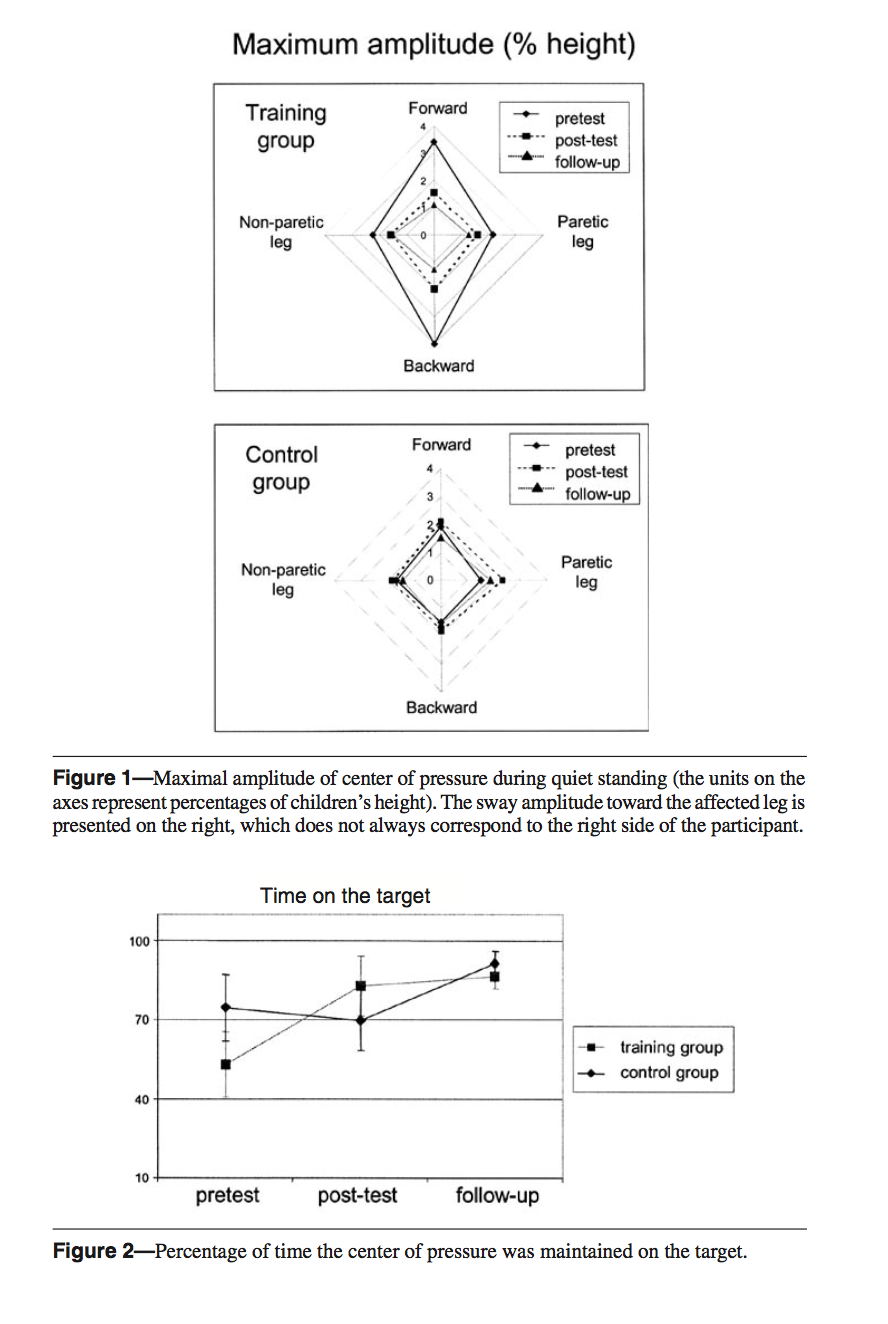 Maximum amplitude (% height)
Training
group
Forward
pretest
post-test
follow-up
4
3
2
1
0
Non-paretic
leg
Paretic
leg
Backward
Control
group
Forward
pretest
post-test
follow-up
4
3
2
1
0
Non-paretic
leg
Paretic
leg
Backward
Figure 1—Maximal amplitude of center of pressure during quiet standing (the units on the
axes represent percentages of children's height). The sway amplitude toward the affected leg is
presented on the right, which does not always correspond to the right side of the participant.
Time on the target
100
70
40
10
pretest post-test follow-up
training group
control group
Figure 2—Percentage of time the center of pressure was maintained on the target.